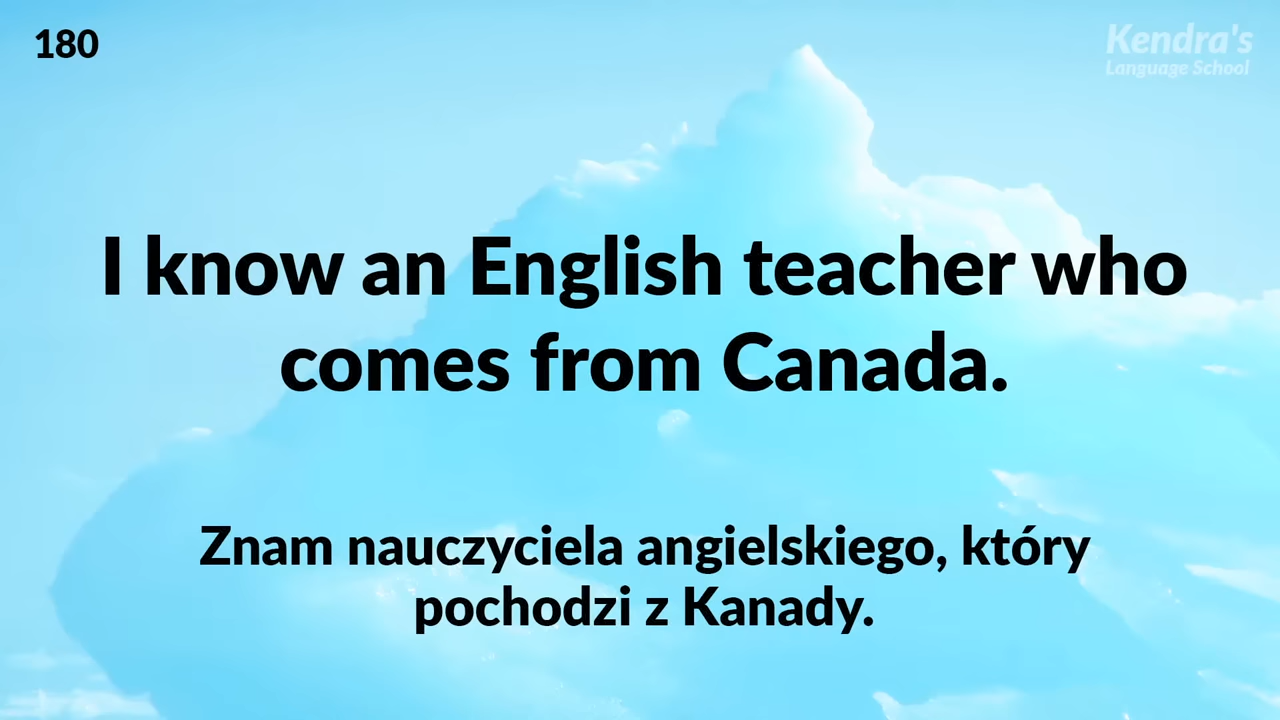 180
Kendra's
Language School
I know an English teacher who
comes from Canada.
Znam nauczyciela angielskiego, który
pochodzi z Kanady.